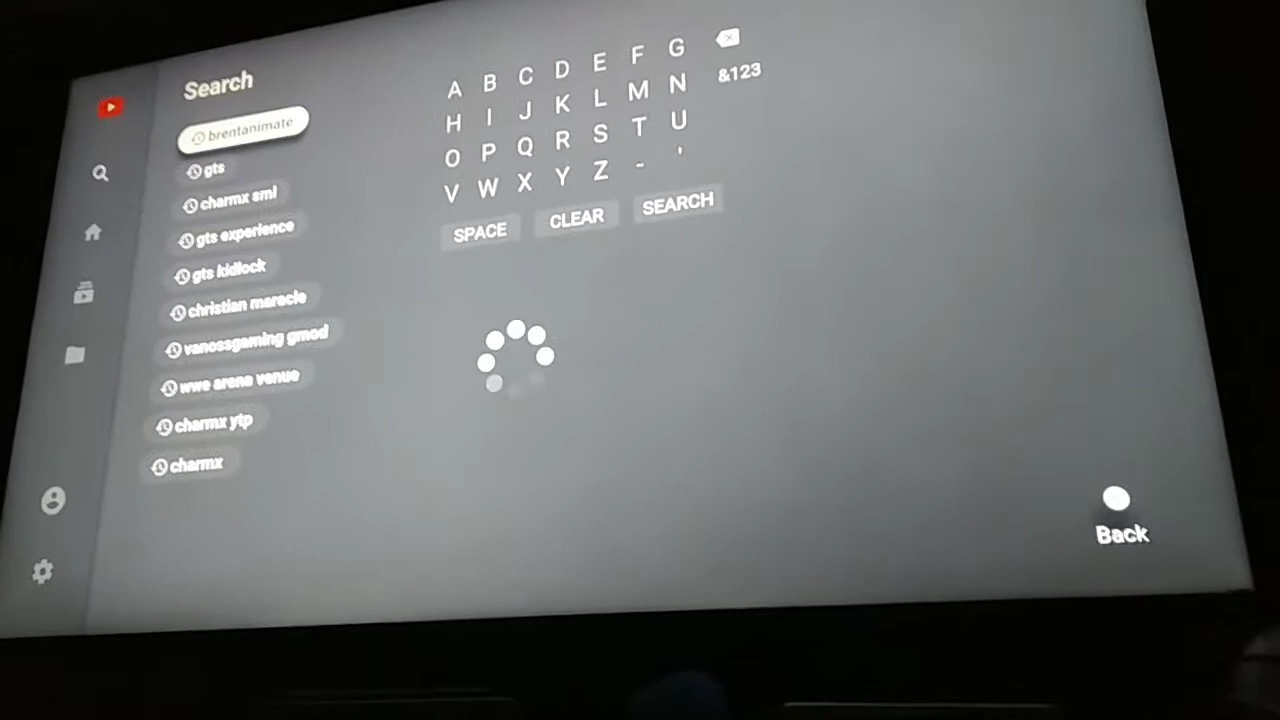 Search
brentanimate
gts
charmx sml
gts experience
gts kidlock
christian maracle
vanossgaming gmod
wwe arena venue
charmx ytp
charmx
A B C D E F G
H I J K L M N &123
O P Q R S T U
V W X Y Z - '
SPACE CLEAR SEARCH
Back